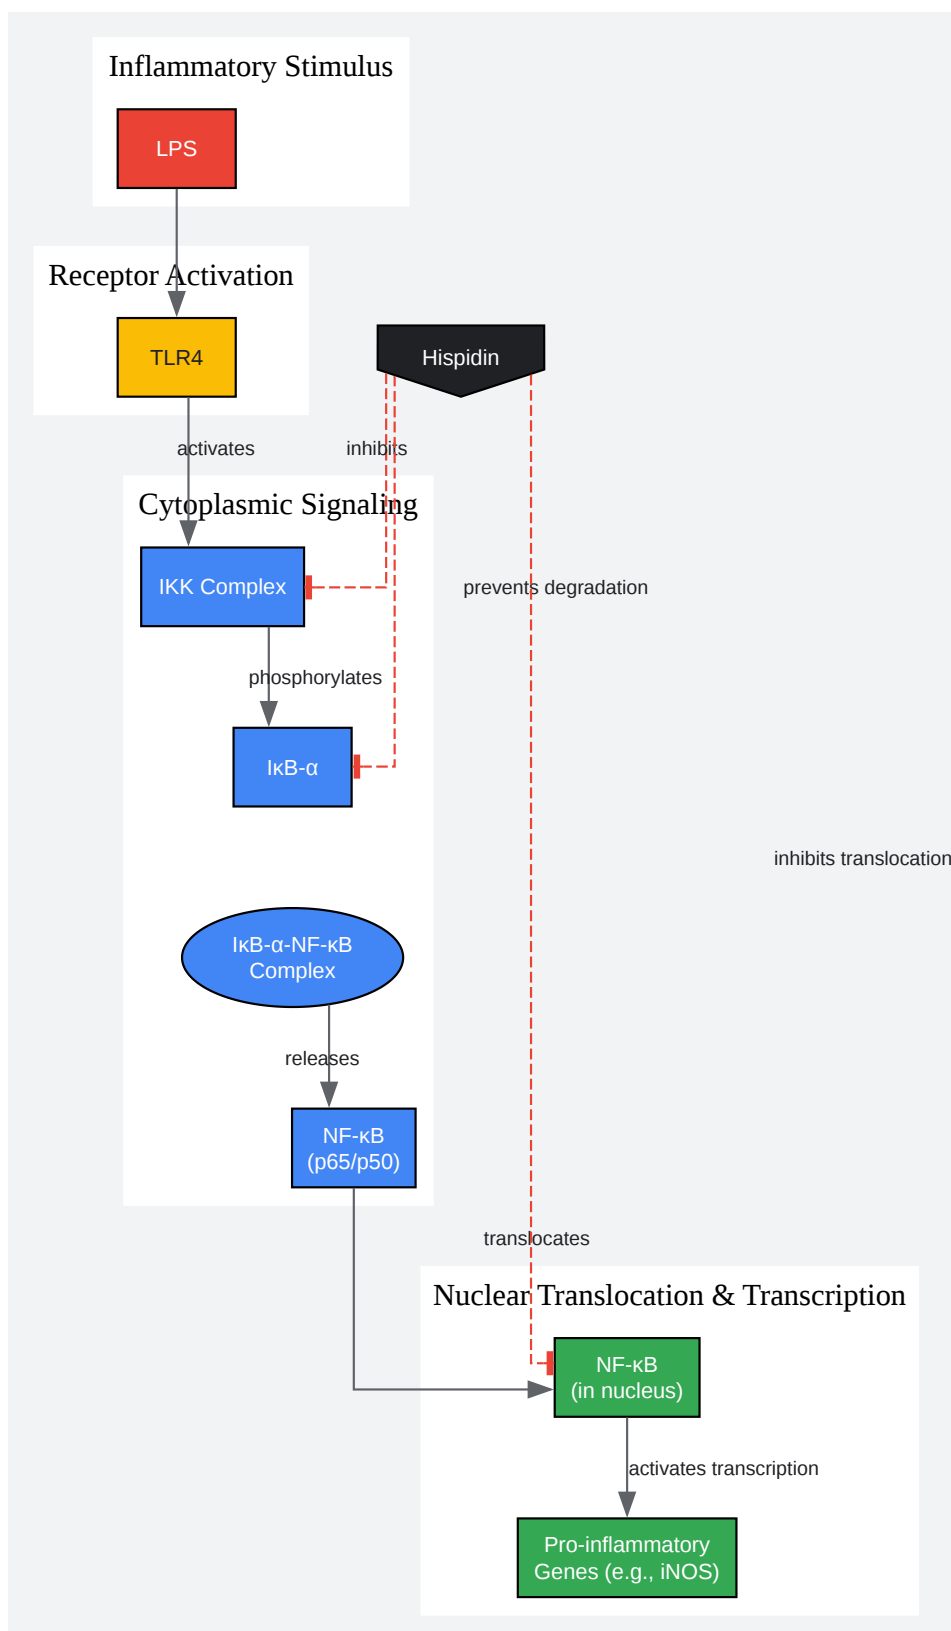 Inflammatory Stimulus
LPS
Receptor Activation
TLR4
Hispidin
activates
inhibits
Cytoplasmic Signaling
IKK Complex
prevents degradation
phosphorylates
IκB-α
inhibits translocation
IκB-α-NF-κB
Complex
releases
NF-κB
(p65/p50)
translocates
Nuclear Translocation & Transcription
NF-κB
(in nucleus)
activates transcription
Pro-inflammatory
Genes (e.g., iNOS)